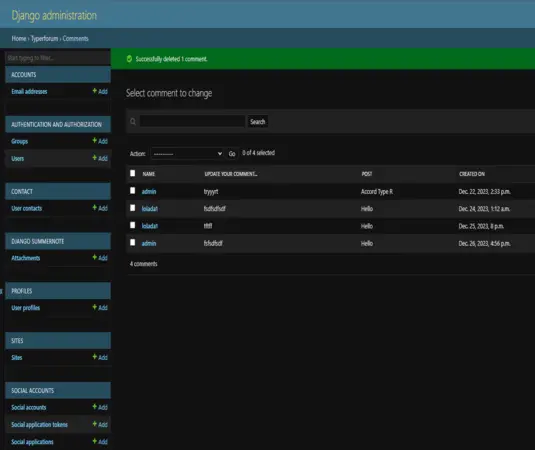 Django administration
Home › Typerforum › Comments
Start typing to filter...
Successfully deleted 1 comment.
ACCOUNTS
Email addresses + Add
AUTHENTICATION AND AUTHORIZATION
Groups + Add
Users + Add
CONTACT
User contacts + Add
DJANGO SUMMERNOTE
Attachments + Add
PROFILES
User profiles + Add
SITES
Sites + Add
SOCIAL ACCOUNTS
Social accounts + Add
Social application tokens + Add
Social applications + Add
Select comment to change
Search
Action: ---------- Go 0 of 4 selected
NAME UPDATE YOUR COMMENT... POST CREATED ON
admin tryyyrt Accord Type R Dec. 22, 2023, 2:33 p.m.
lolada1 Hello Dec. 24, 2023, 1:12 a.m.
lolada1 Hello Dec. 25, 2023, 8 p.m.
admin Hello Dec. 26, 2023, 4:56 p.m.
4 comments